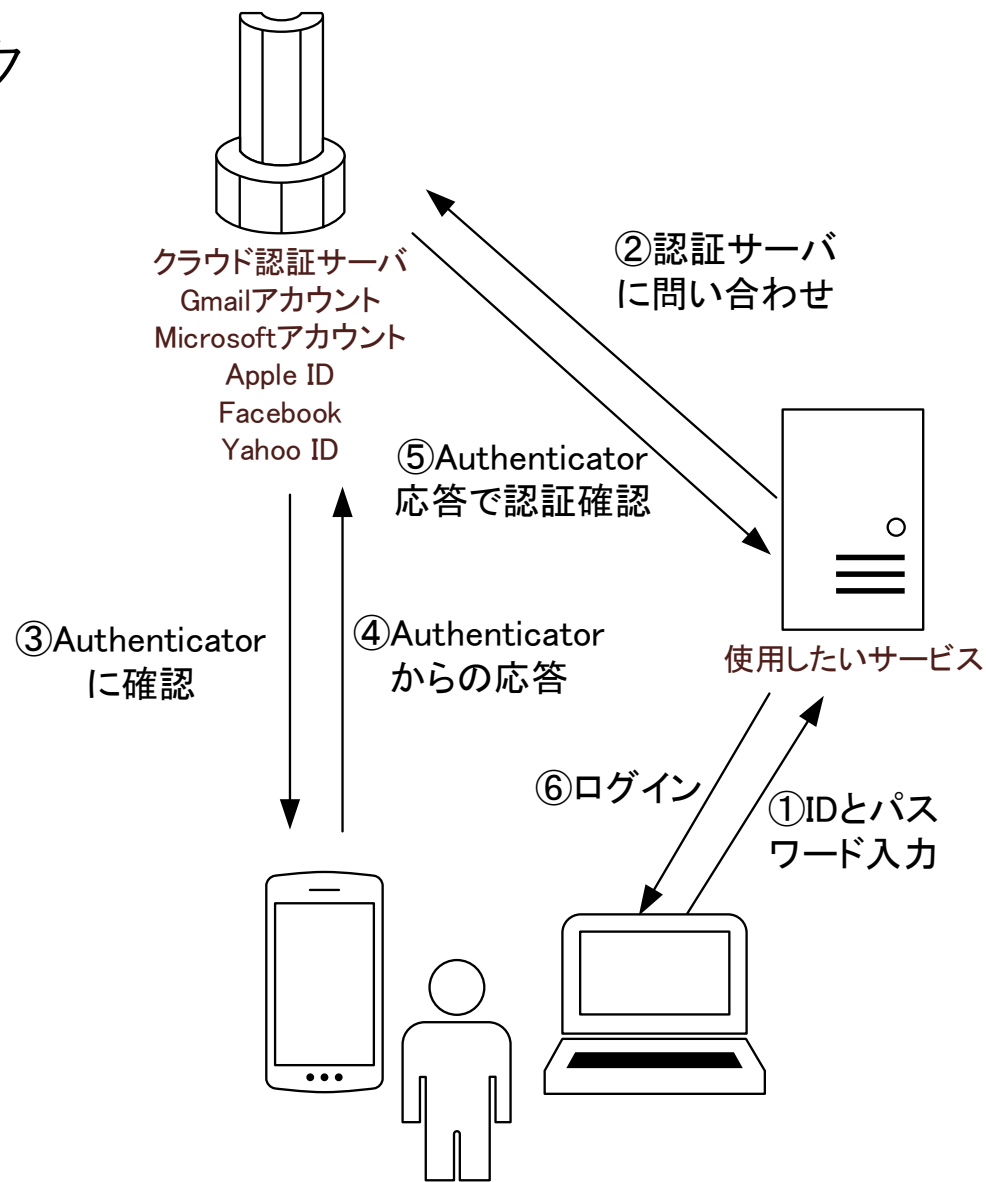 ク
クラウド認証サーバ
Gmailアカウント
Microsoftアカウント
Apple ID
Facebook
Yahoo ID
②認証サーバ
に問い合わせ
⑤Authenticator
応答で認証確認
③Authenticator
に確認
④Authenticator
からの応答
使用したいサービス
⑥ログイン
①IDとパス
ワード入力